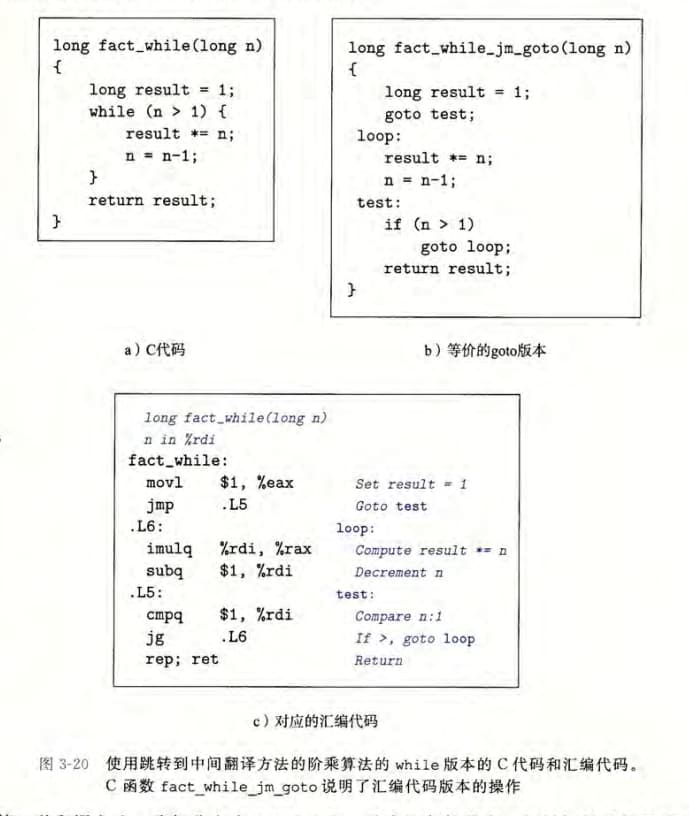 long fact_while(long n)
{
    long result = 1;
    while (n > 1) {
        result *= n;
        n = n-1;
    }
    return result;
}
a）C代码
long fact_while_jm_goto(long n)
{
    long result = 1;
    goto test;
 loop:
    result *= n;
    n = n-1;
 test:
    if (n > 1)
        goto loop;
    return result;
}
b）等价的goto版本
long fact_while(long n)
n in %rdi
fact_while:
  movl    $1, %eax    Set result = 1
  jmp     .L5    Goto test
.L6:    loop:
  imulq   %rdi, %rax    Compute result *= n
  subq    $1, %rdi    Decrement n
.L5:    test:
  cmpq    $1, %rdi    Compare n:1
  jg      .L6    If >, goto loop
  rep; ret    Return
c）对应的汇编代码
图 3-20 使用跳转到中间翻译方法的阶乘算法的 while 版本的 C 代码和汇编代码。
C 函数 fact_while_jm_goto 说明了汇编代码版本的操作